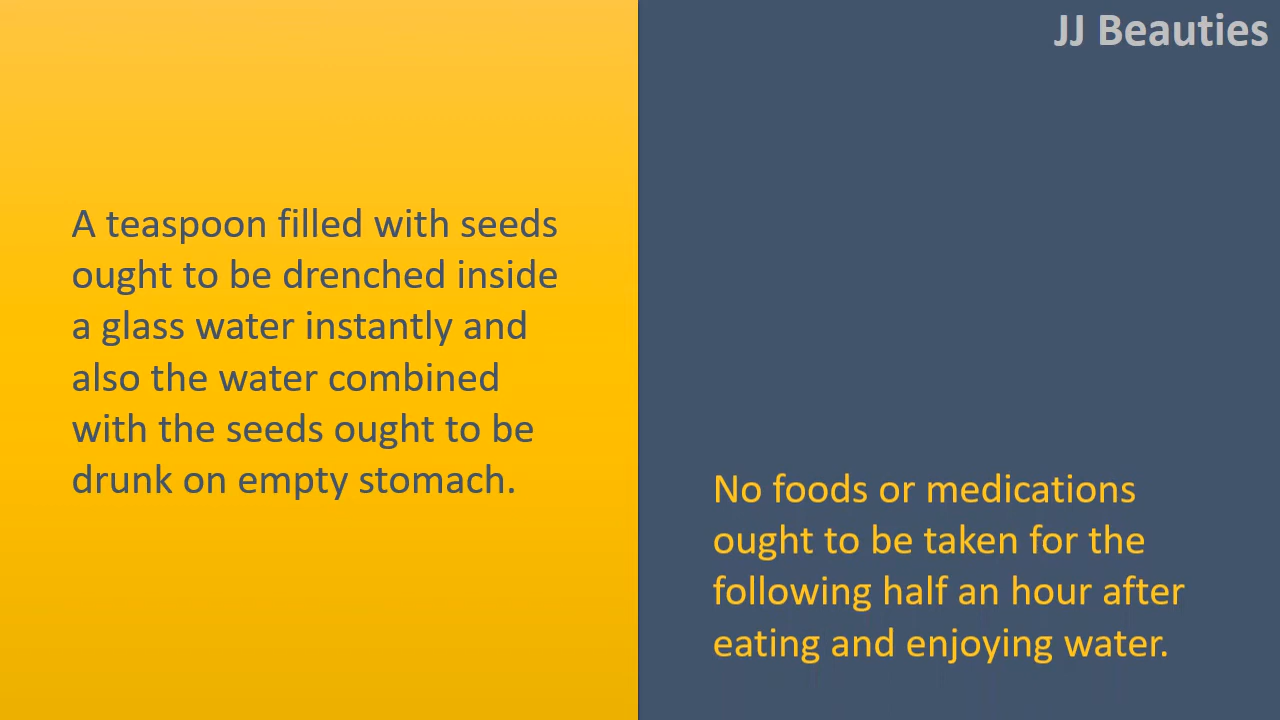 JJ Beauties
A teaspoon filled with seeds
ought to be drenched inside
a glass water instantly and
also the water combined
with the seeds ought to be
drunk on empty stomach.
No foods or medications
ought to be taken for the
following half an hour after
eating and enjoying water.